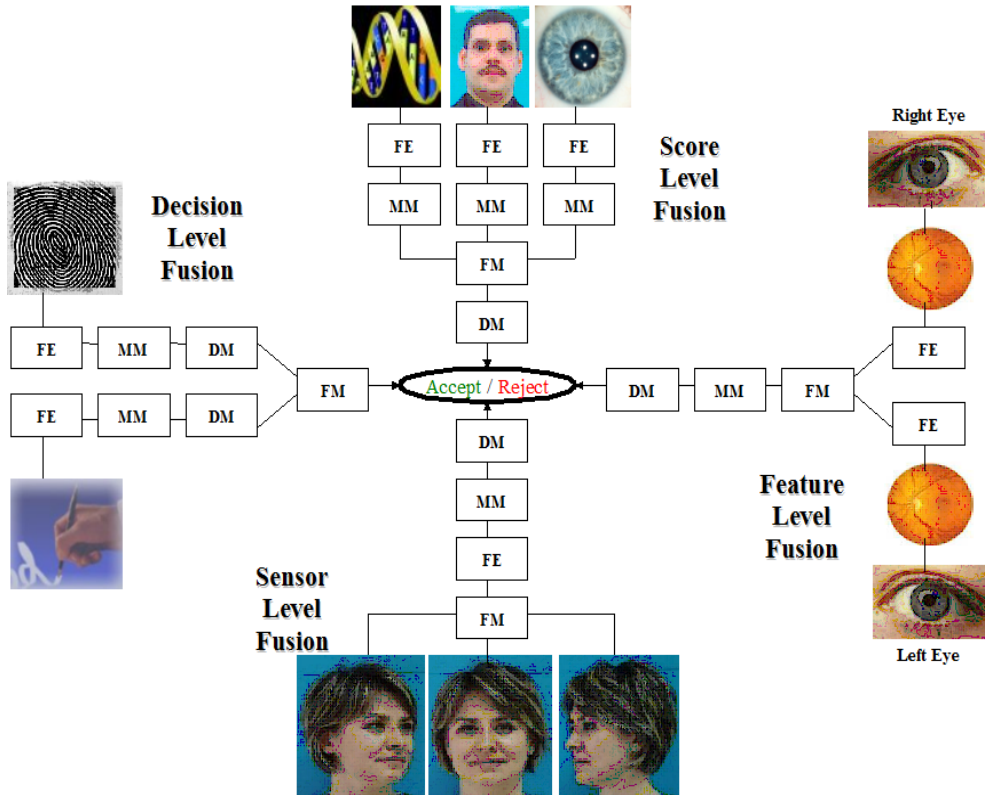 Right Eye
FE
FE
FE
Score
Level
Fusion
MM
MM
MM
Decision
Level
Fusion
FM
DM
FE
MM
DM
FE
FM
Accept / Reject
DM
MM
FM
FE
MM
DM
FE
DM
MM
Feature
Level
Fusion
FE
Sensor
Level
Fusion
FM
Left Eye